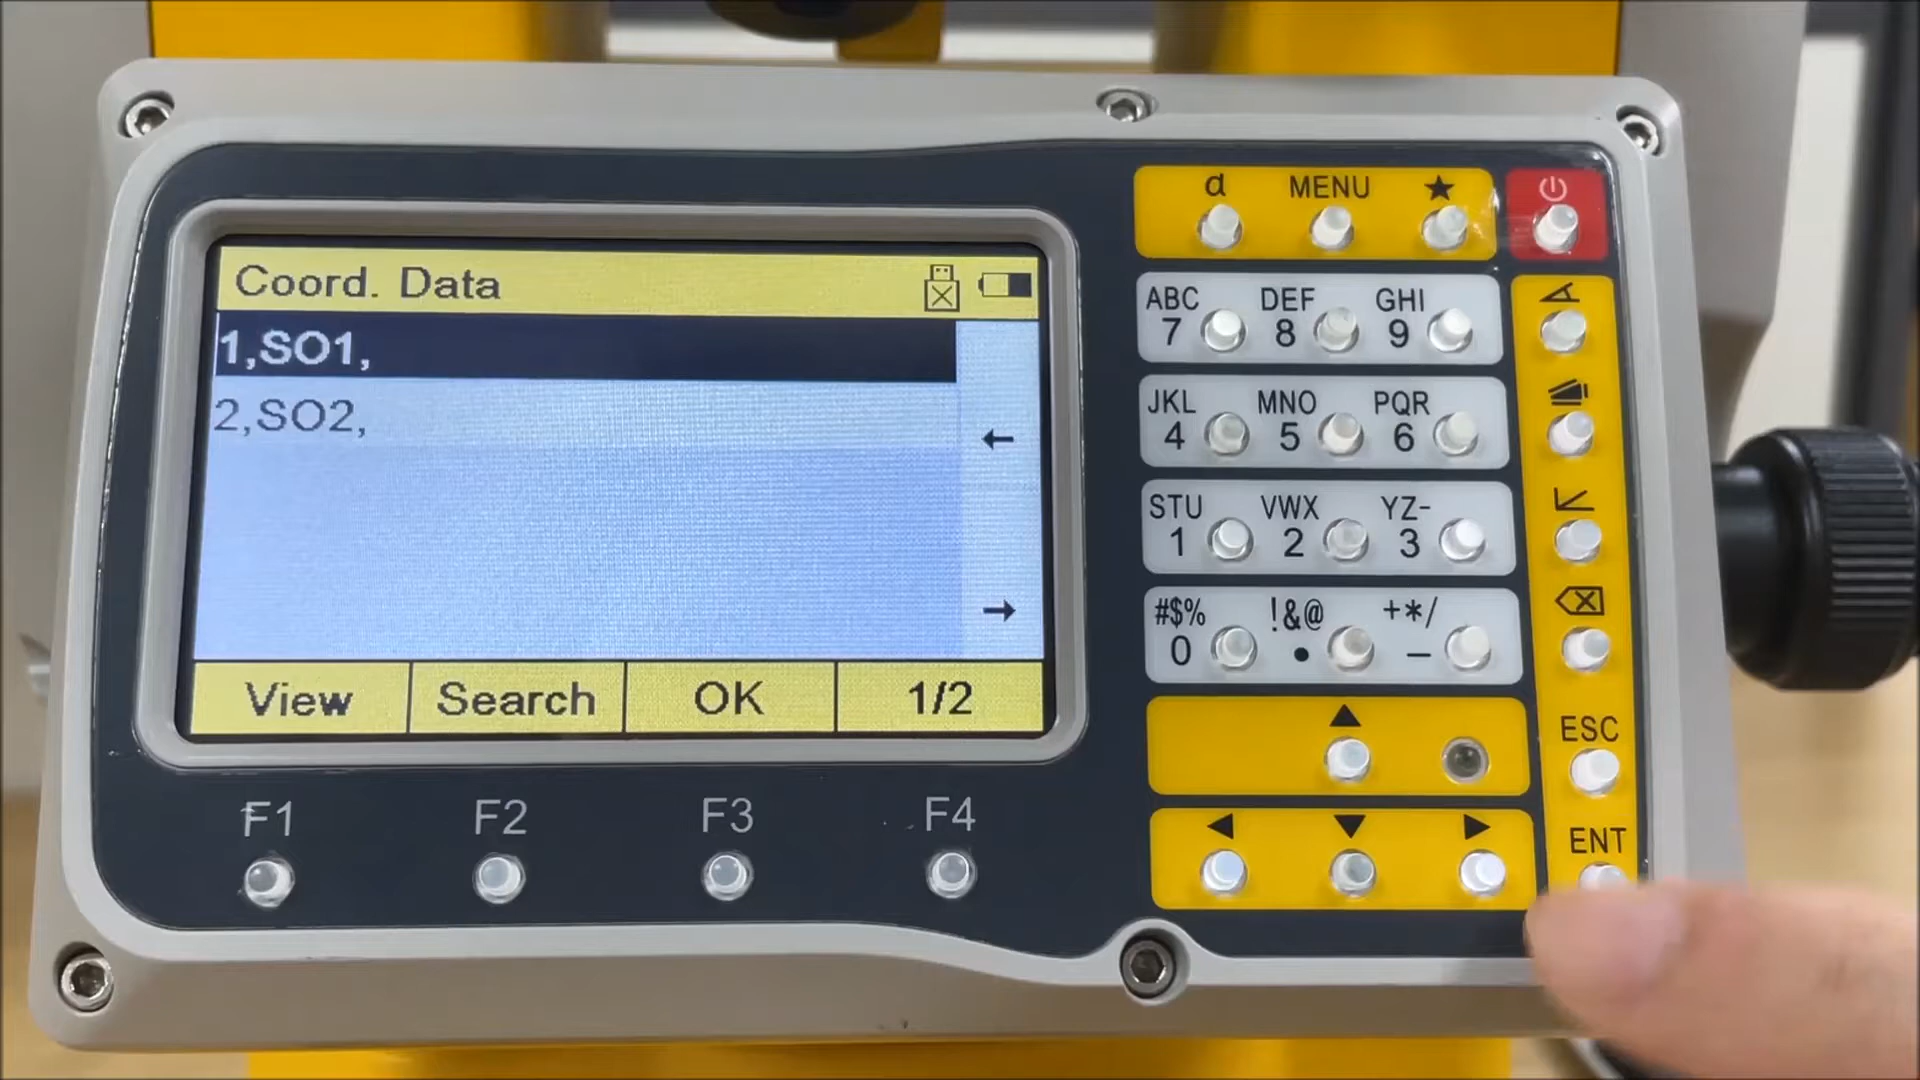 Coord. Data
1,SO1,
2,SO2,
←
→
View Search OK 1/2
F1 F2 F3 F4
α MENU ★
ABC DEF GHI
7 8 9
JKL MNO PQR
4 5 6
STU VWX YZ-
1 2 3
#$% !&@ +*/
0 • –
▲
◀ ▼ ▶
ESC
ENT